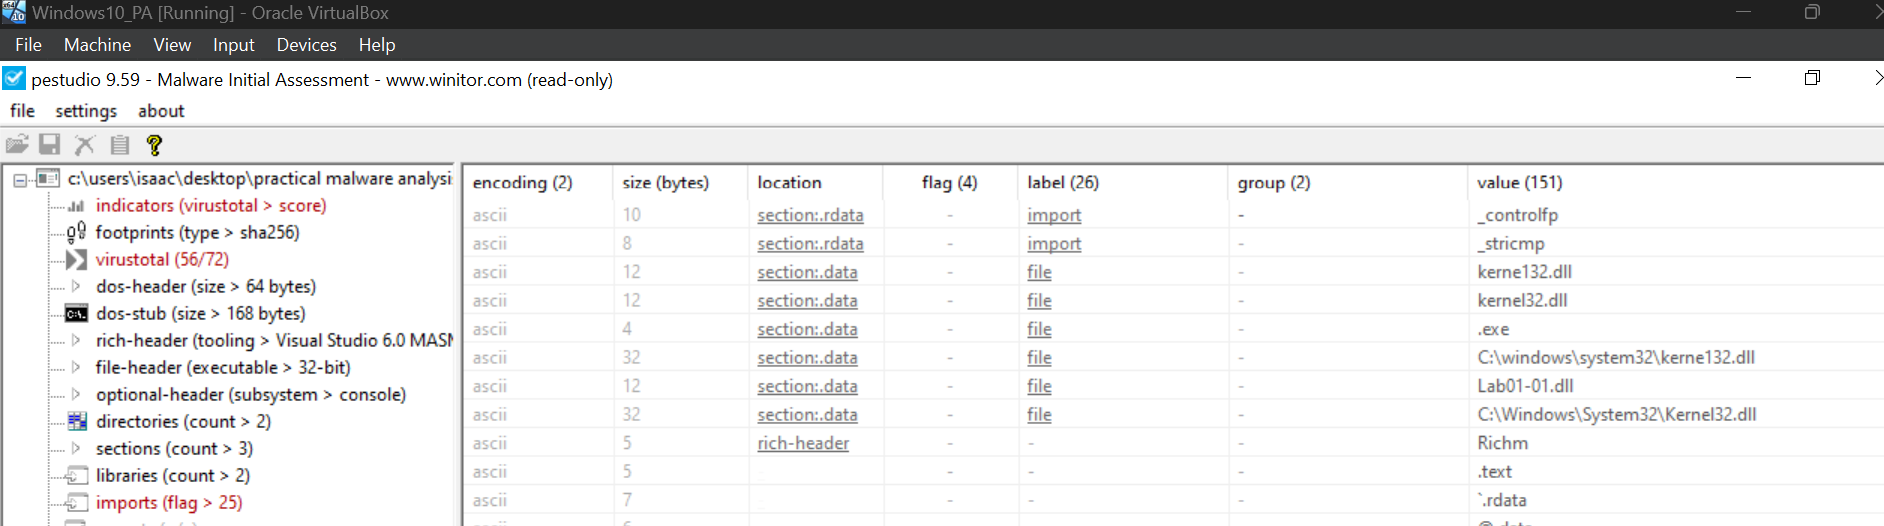 Windows10_PA [Running] - Oracle VirtualBox
File Machine View Input Devices Help
pestudio 9.59 - Malware Initial Assessment - www.winitor.com (read-only)
file settings about
c:\users\isaac\desktop\practical malware analysi
indicators (virustotal > score)
footprints (type > sha256)
virustotal (56/72)
dos-header (size > 64 bytes)
dos-stub (size > 168 bytes)
rich-header (tooling > Visual Studio 6.0 MASM
file-header (executable > 32-bit)
optional-header (subsystem > console)
directories (count > 2)
sections (count > 3)
libraries (count > 2)
imports (flag > 25)
encoding (2) size (bytes) location flag (4) label (26) group (2) value (151)
ascii 10 section:.rdata - import - _controlfp
ascii 8 section:.rdata - import - _stricmp
ascii 12 section:.data - file - kerne132.dll
ascii 12 section:.data - file - kernel32.dll
ascii 4 section:.data - file - .exe
ascii 32 section:.data - file - C:\windows\system32\kerne132.dll
ascii 12 section:.data - file - Lab01-01.dll
ascii 32 section:.data - file - C:\Windows\System32\Kernel32.dll
ascii 5 rich-header - - - Richm
ascii 5 - - - .text
ascii 7 - - - `.rdata